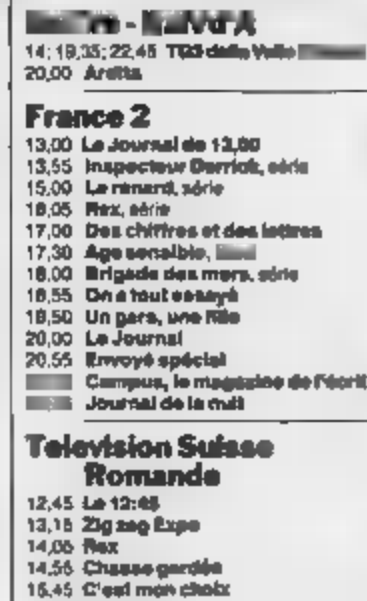 14; 19,35; 22,45 TG3 della Valle
20,00 Aretta
France 2
13,00 Le Journal de 13,00
13,55 Inspecteur Derrick, série
15,00 Le renard, série
16,05 Rex, série
17,00 Des chiffres et des lettres
17,30 Age sensible,
18,00 Brigade des mers, série
18,55 On a tout essayé
19,50 Un gars, une fille
20,00 Le Journal
20,55 Envoyé spécial
Campus, le magazine de l'écrit
Journal de la nuit
Television Suisse
Romande
12,45 Le 12:45
13,15 Zig zag Expo
14,05 Rex
14,55 Chasse gardée
15,45 C'est mon choix